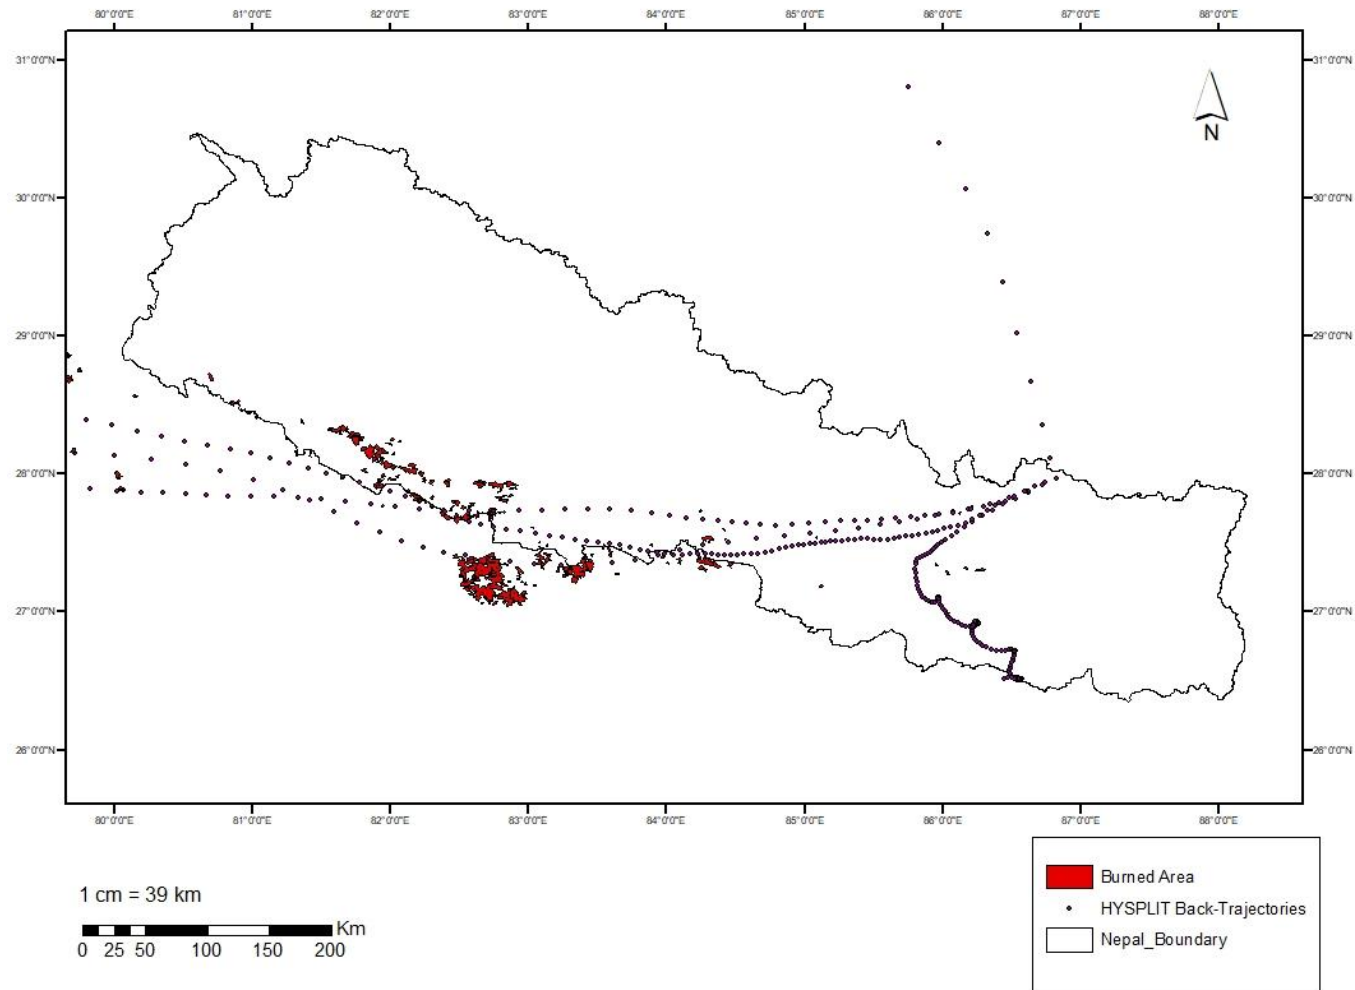 80°0'0"E 81°0'0"E 82°0'0"E 83°0'0"E 84°0'0"E 85°0'0"E 86°0'0"E 87°0'0"E 88°0'0"E
31°0'0"N 31°0'0"N
N
30°0'0"N 30°0'0"N
29°0'0"N 29°0'0"N
28°0'0"N 28°0'0"N
27°0'0"N 27°0'0"N
26°0'0"N 26°0'0"N
80°0'0"E 81°0'0"E 82°0'0"E 83°0'0"E 84°0'0"E 85°0'0"E 86°0'0"E 87°0'0"E 88°0'0"E
1 cm = 39 km
Km
0 25 50 100 150 200
Burned Area
HYSPLIT Back-Trajectories
Nepal_Boundary